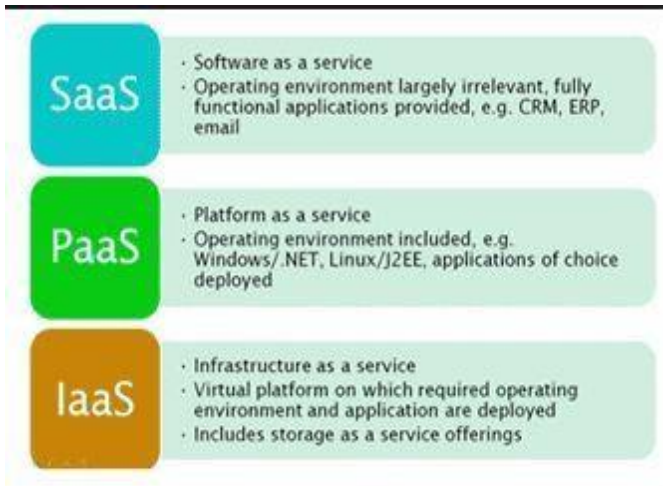 SaaS
· Software as a service
· Operating environment largely irrelevant, fully
functional applications provided, e.g. CRM, ERP,
email
PaaS
· Platform as a service
· Operating environment included, e.g.
Windows/.NET, Linux/J2EE, applications of choice
deployed
IaaS
· Infrastructure as a service
· Virtual platform on which required operating
environment and application are deployed
· Includes storage as a service offerings